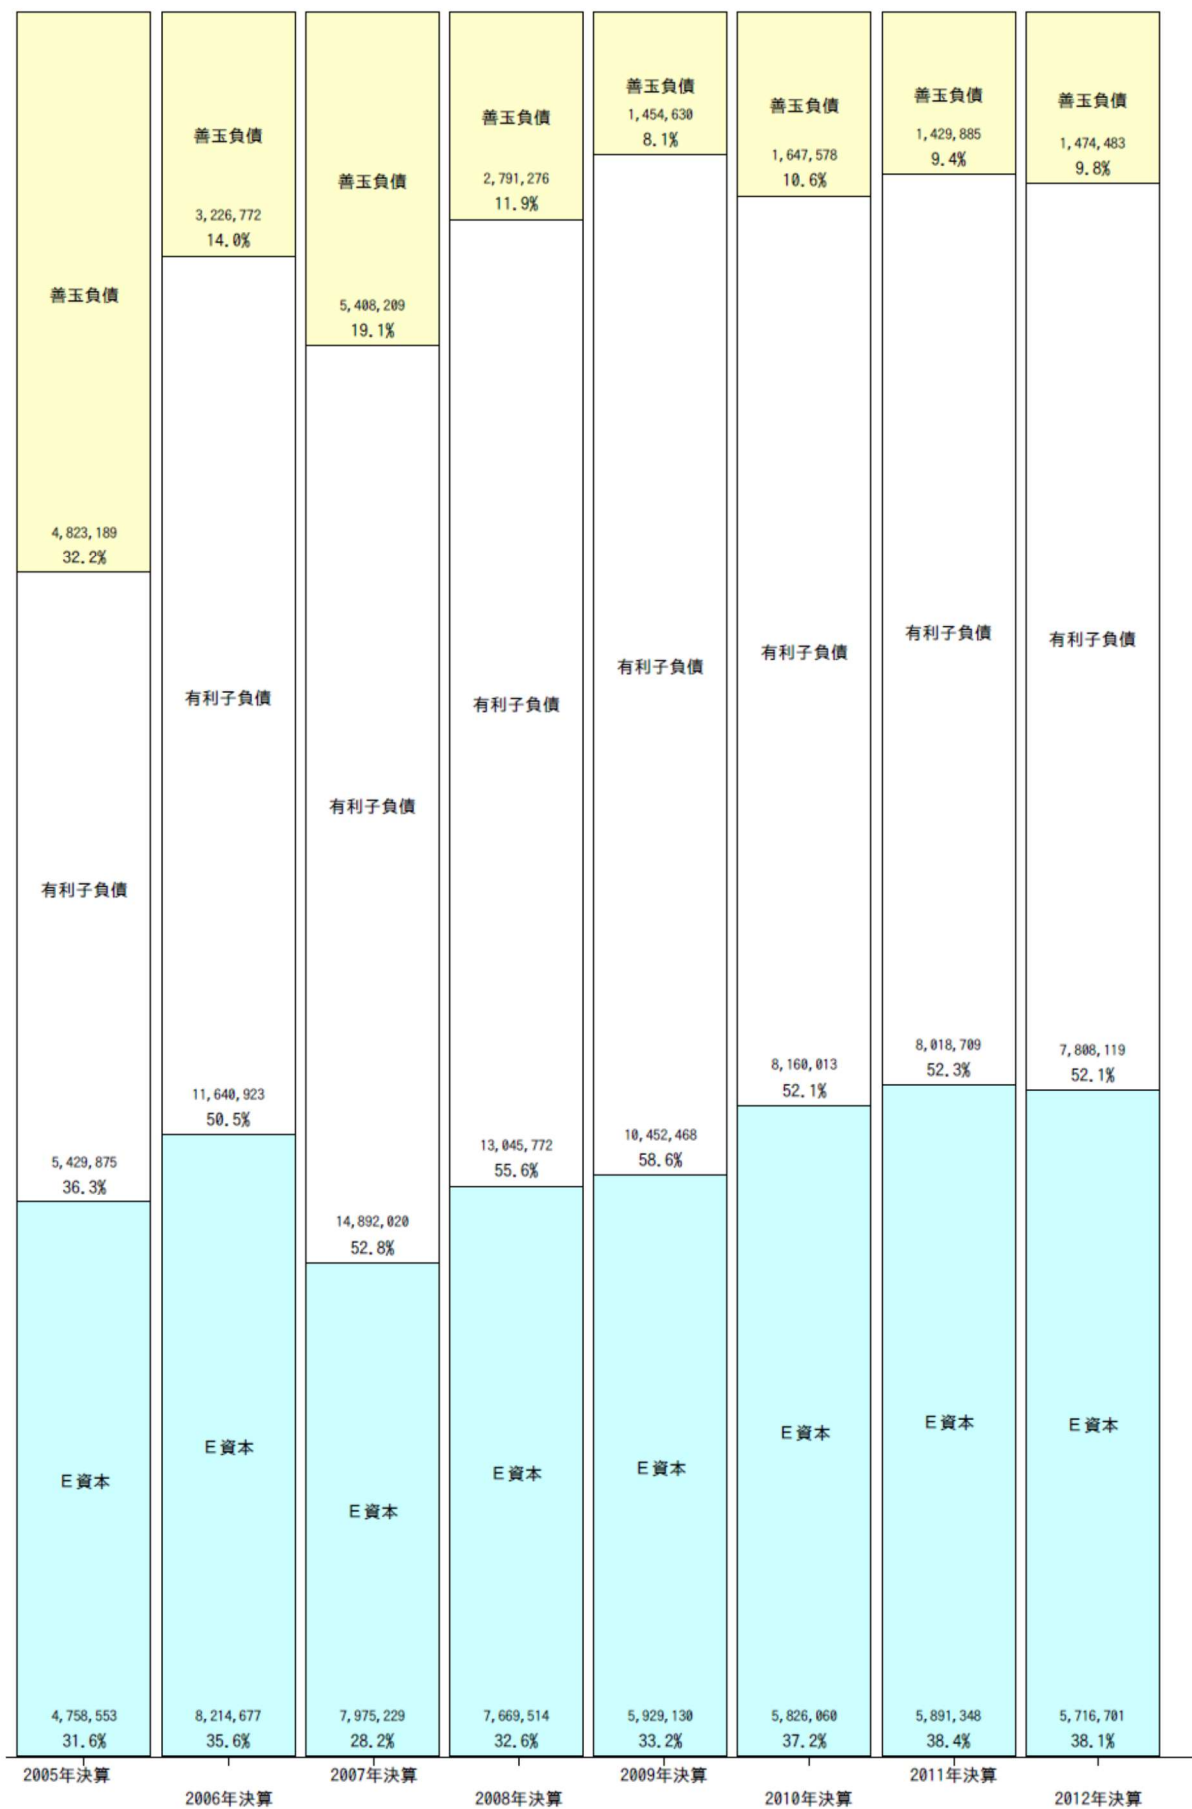 善玉負債
4,823,189
32.2%
有利子負債
5,429,875
36.3%
E資本
4,758,553
31.6%
2005年決算
善玉負債
3,226,772
14.0%
有利子負債
11,640,923
50.5%
E資本
8,214,677
35.6%
2006年決算
善玉負債
5,408,209
19.1%
有利子負債
14,892,020
52.8%
E資本
7,975,229
28.2%
2007年決算
善玉負債
2,791,276
11.9%
有利子負債
13,045,772
55.6%
E資本
7,669,514
32.6%
2008年決算
善玉負債
1,454,630
8.1%
有利子負債
10,452,468
58.6%
E資本
5,929,130
33.2%
2009年決算
善玉負債
1,647,578
10.6%
有利子負債
8,160,013
52.1%
E資本
5,826,060
37.2%
2010年決算
善玉負債
1,429,885
9.4%
有利子負債
8,018,709
52.3%
E資本
5,891,348
38.4%
2011年決算
善玉負債
1,474,483
9.8%
有利子負債
7,808,119
52.1%
E資本
5,716,701
38.1%
2012年決算